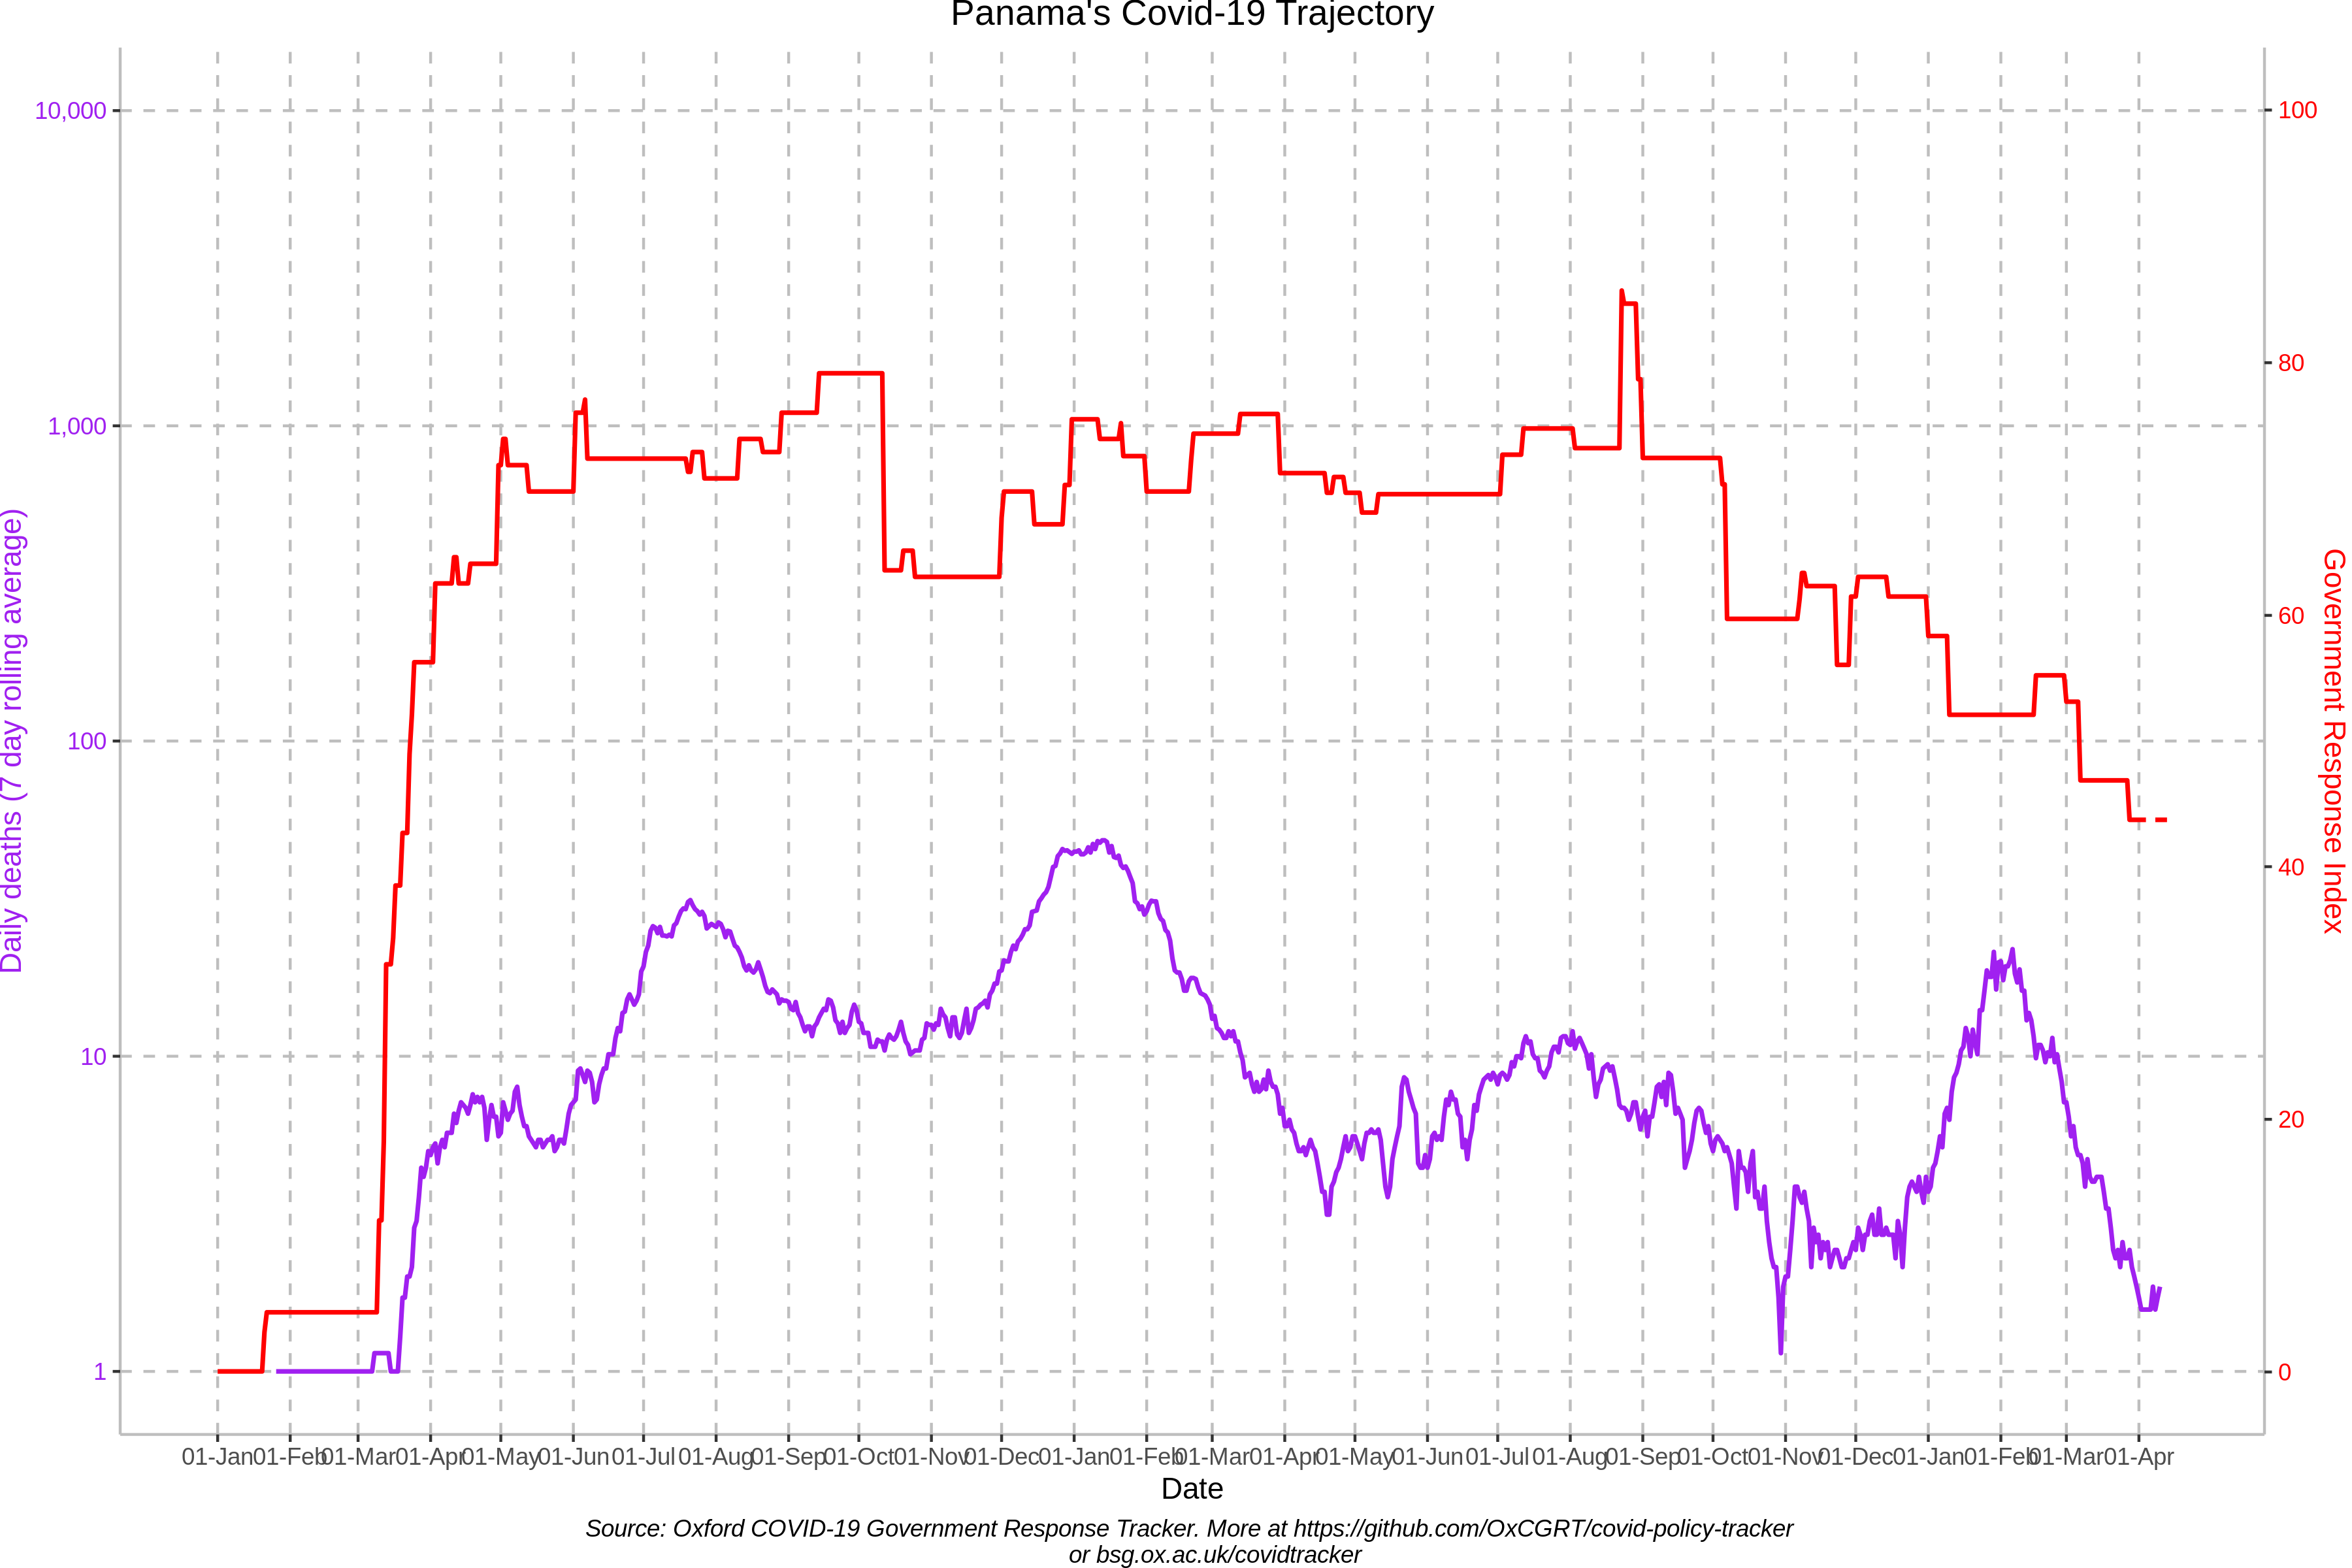 Panama's Covid-19 Trajectory
10,000
1,000
100
10
1
Daily deaths (7 day rolling average)
100
80
60
40
20
0
Government Response Index
01-Jan 01-Feb 01-Mar 01-Apr 01-May 01-Jun 01-Jul 01-Aug 01-Sep 01-Oct 01-Nov 01-Dec 01-Jan 01-Feb 01-Mar 01-Apr 01-May 01-Jun 01-Jul 01-Aug 01-Sep 01-Oct 01-Nov 01-Dec 01-Jan 01-Feb 01-Mar 01-Apr
Date
Source: Oxford COVID-19 Government Response Tracker. More at https://github.com/OxCGRT/covid-policy-tracker
or bsg.ox.ac.uk/covidtracker